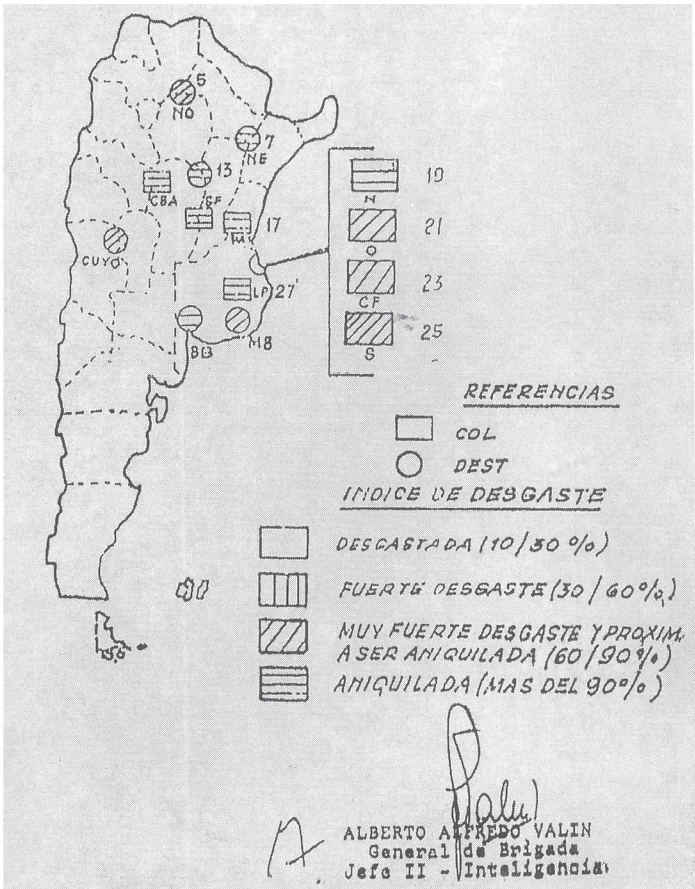 5
NO
7
NE
13
CBA
SF
17
CUYO
LP 27
BB
19
N
21
O
23
CF
25
S
REFERENCIAS
COL
DEST
INDICE DE DESGASTE
DESGASTADA (10/30%)
FUERTE DESGASTE (30/60%)
MUY FUERTE DESGASTE Y PROXIM.
A SER ANIQUILADA (60/90%)
ANIQUILADA (MAS DEL 90%)
ALBERTO ALFREDO VALIN
General de Brigada
Jefe II - Inteligencia